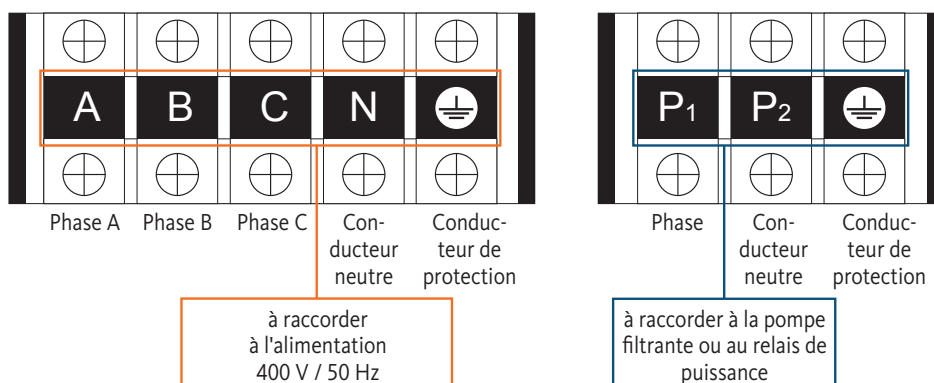 A B C N
Phase A Phase B Phase C Con-
ducteur
neutre
Conduc-
teur de
protection
à raccorder
à l'alimentation
400 V / 50 Hz
P1 P2
Phase Con-
ducteur
neutre
Conduc-
teur de
protection
à raccorder à la pompe
filtrante ou au relais de
puissance